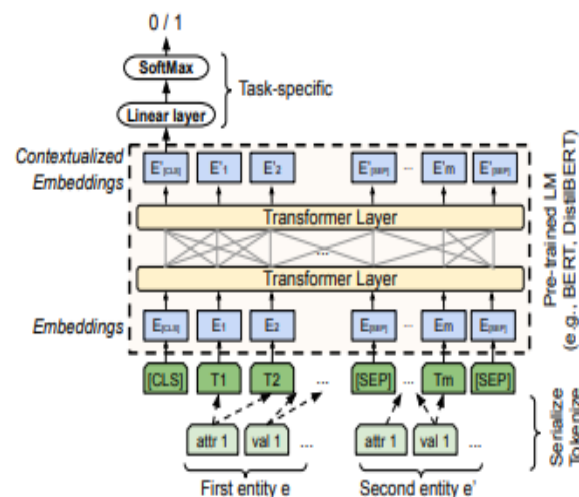 0 / 1
SoftMax
Task-specific
Linear layer
Contextualized
Embeddings
E'[CLS] E'1 E'2 E'[SEP] ... E'm E'[SEP]
Transformer Layer
...
Transformer Layer
Embeddings
E[CLS] E1 E2 E[SEP] ... Em E[SEP]
[CLS] T1 T2 ... [SEP] ... Tm [SEP]
attr 1 val 1 ... attr 1 val 1 ...
First entity e Second entity e'
Pre-trained LM
(e.g., BERT, DistilBERT)
Serialize
Tokenize